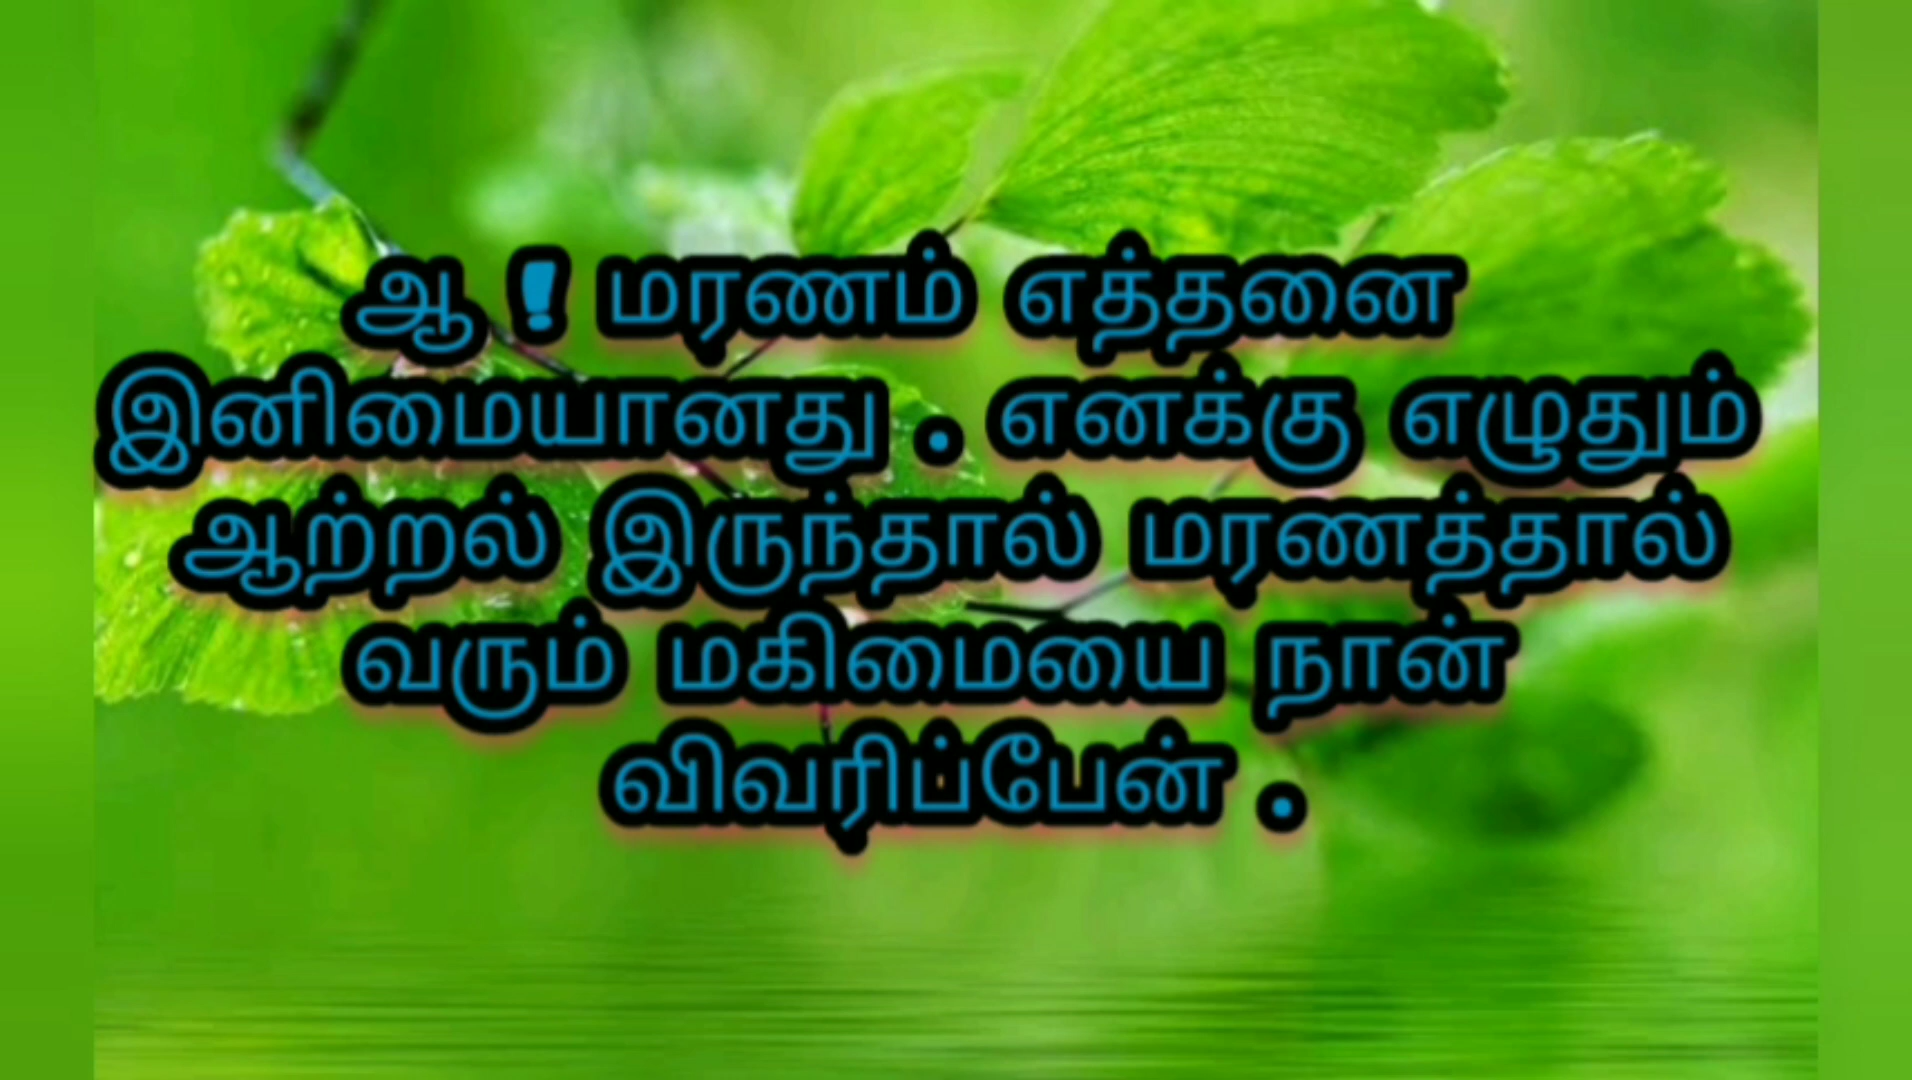 ஆ ! மரணம் எத்தனை
இனிமையானது . எனக்கு எழுதும்
ஆற்றல் இருந்தால் மரணத்தால்
வரும் மகிமையை நான்
விவரிப்பேன் .